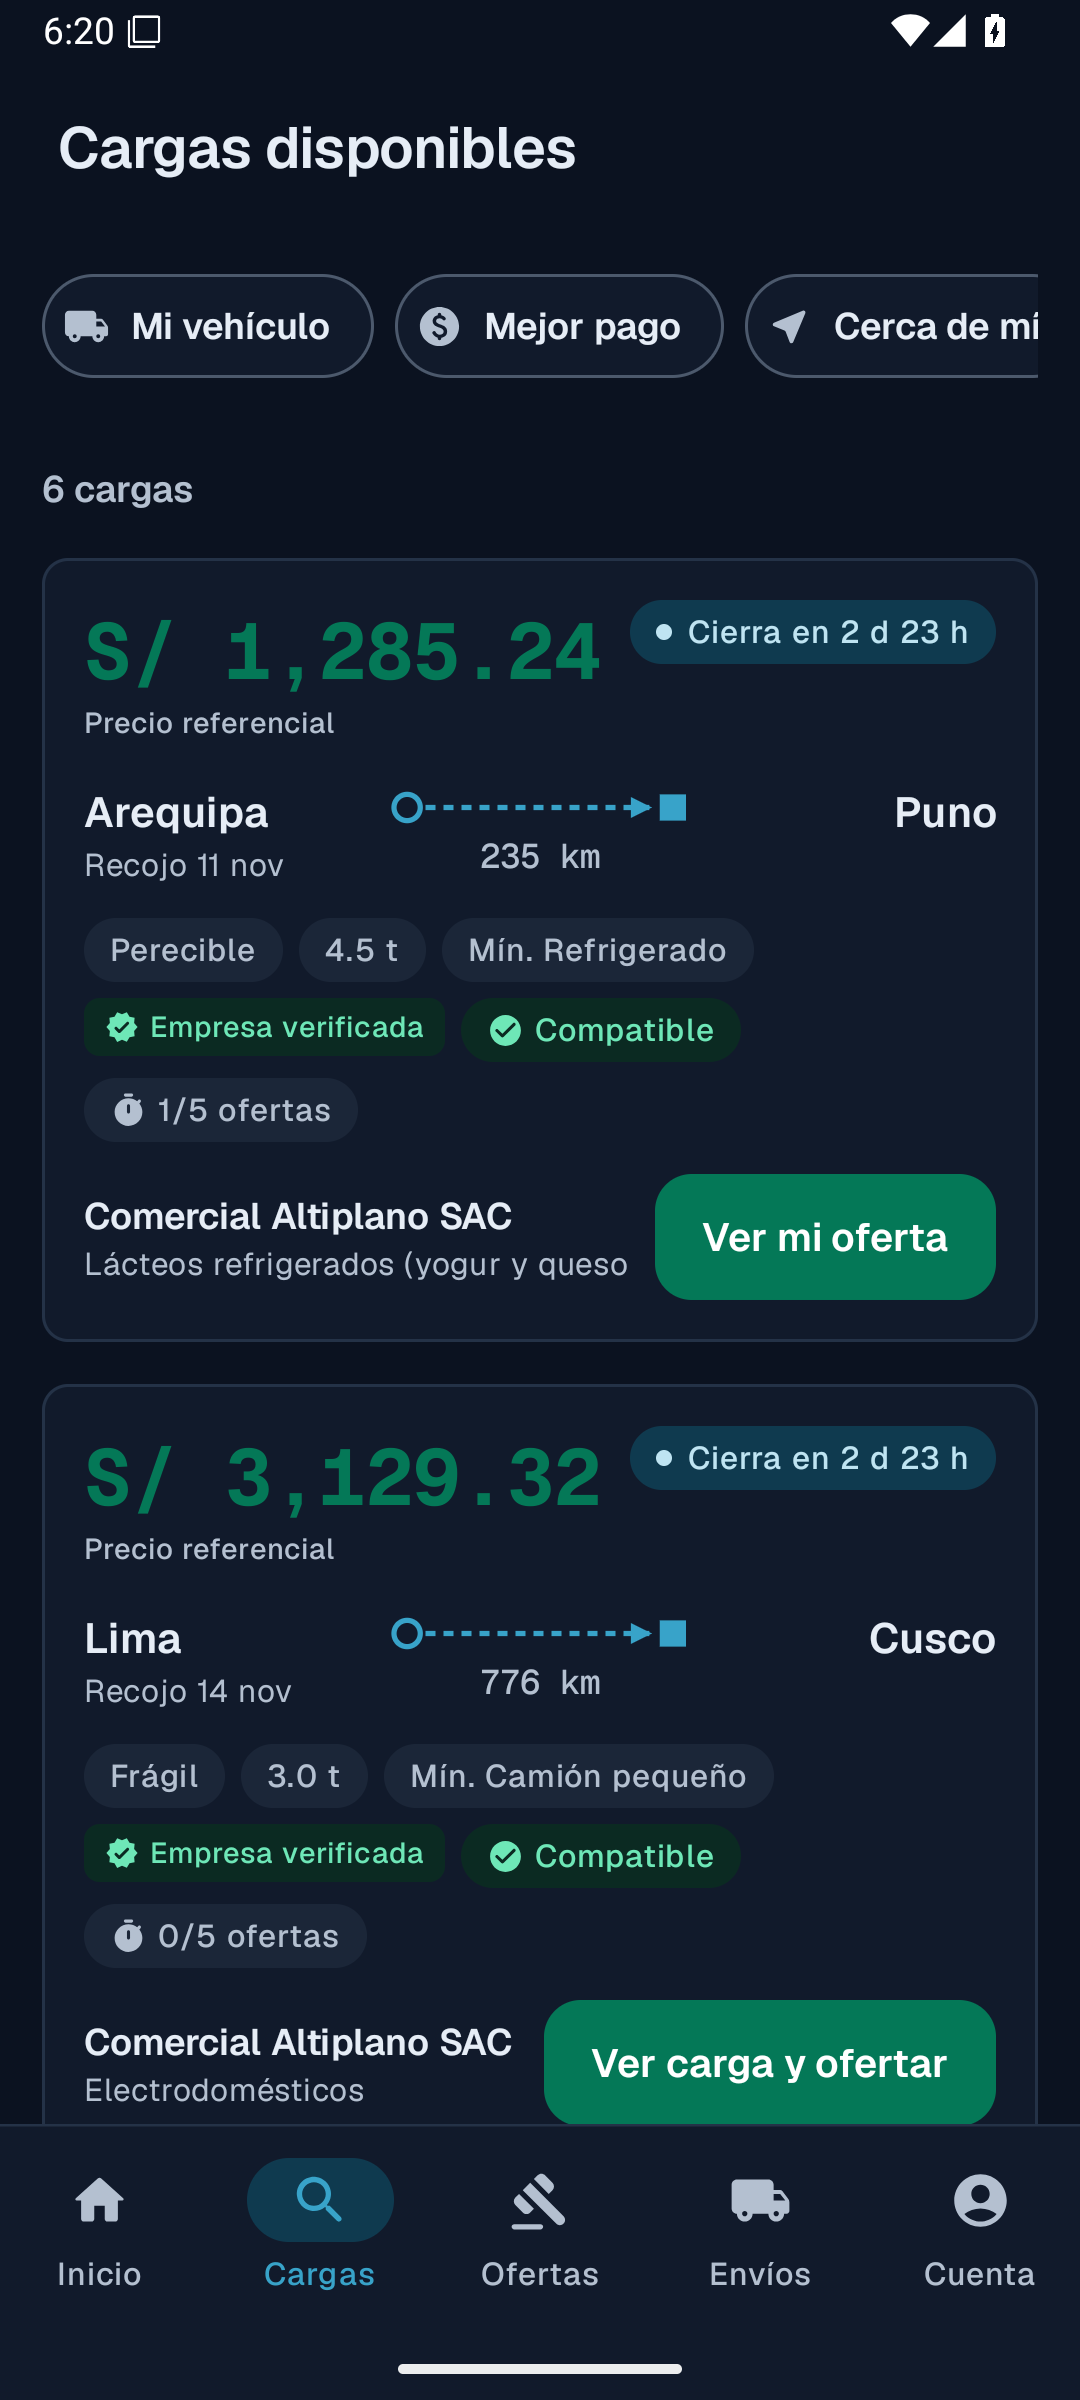 6:20
Cargas disponibles
Mi vehículo
Mejor pago
Cerca de mí
6 cargas
S/ 1,285.24
Cierra en 2 d 23 h
Precio referencial
Arequipa
Puno
Recojo 11 nov
235 km
Perecible
4.5 t
Mín. Refrigerado
Empresa verificada
Compatible
1/5 ofertas
Comercial Altiplano SAC
Lácteos refrigerados (yogur y queso
Ver mi oferta
S/ 3,129.32
Cierra en 2 d 23 h
Precio referencial
Lima
Cusco
Recojo 14 nov
776 km
Frágil
3.0 t
Mín. Camión pequeño
Empresa verificada
Compatible
0/5 ofertas
Comercial Altiplano SAC
Electrodomésticos
Ver carga y ofertar
Inicio
Cargas
Ofertas
Envíos
Cuenta